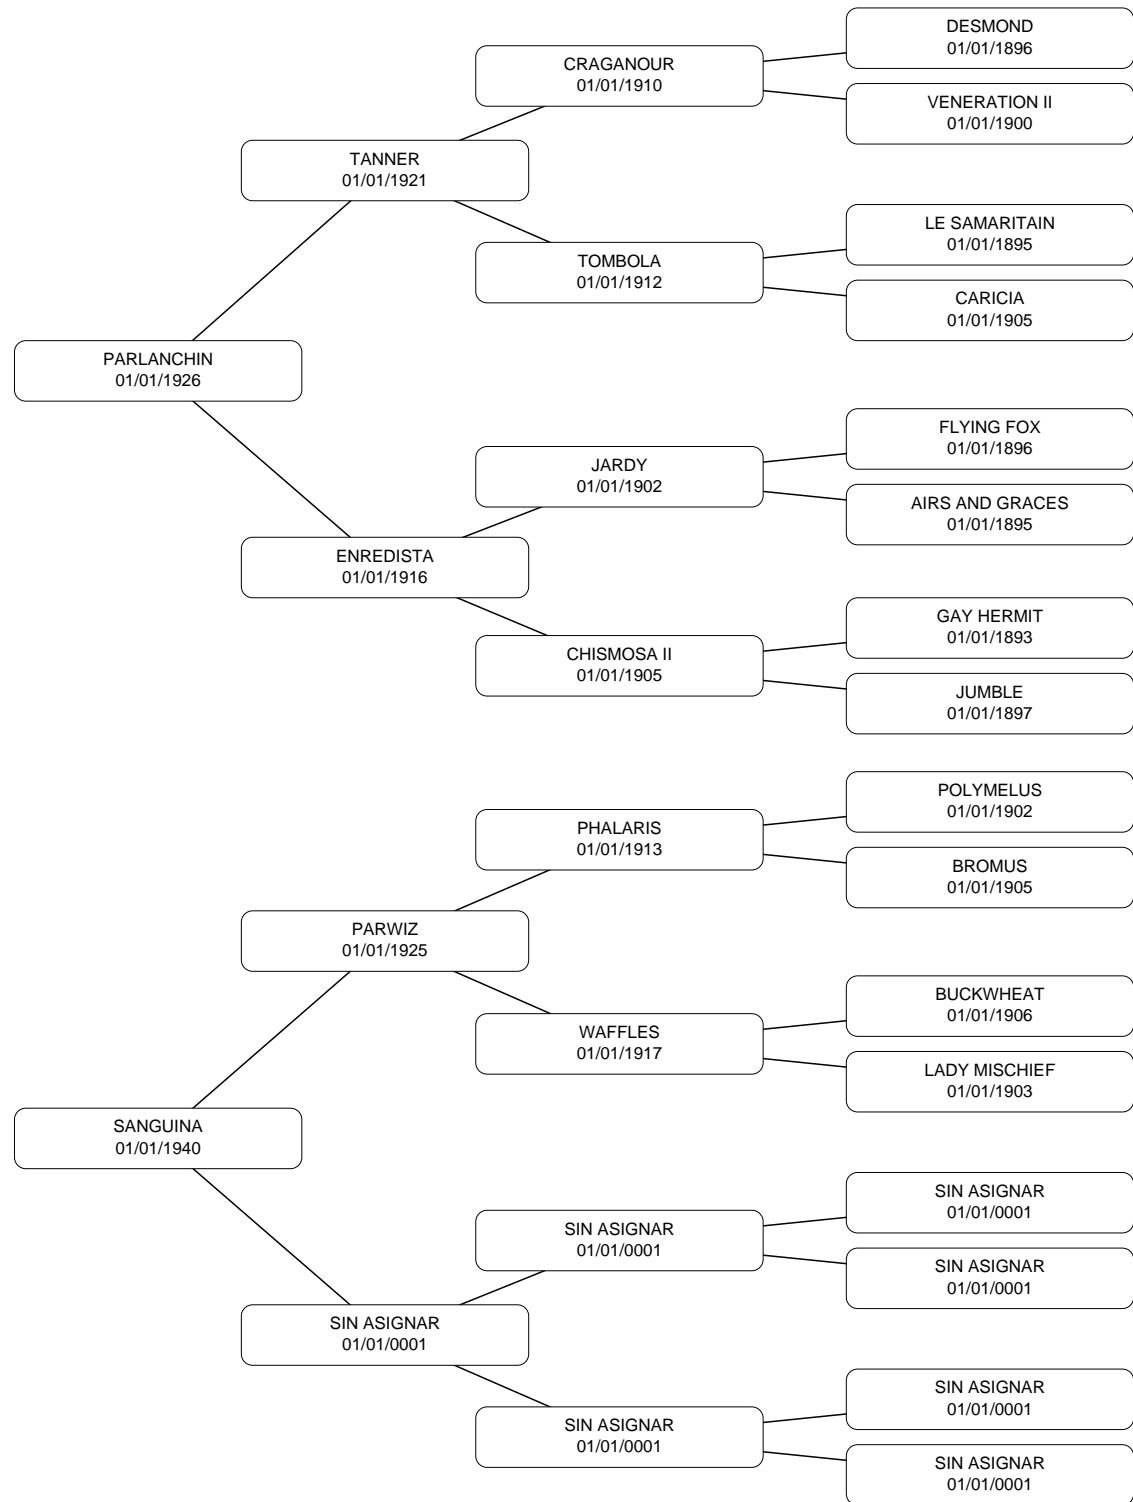 DESMOND
01/01/1896
CRAGANOUR
01/01/1910
VENERATION II
01/01/1900
TANNER
01/01/1921
LE SAMARITAIN
01/01/1895
TOMBOLA
01/01/1912
CARICIA
01/01/1905
PARLANCHIN
01/01/1926
FLYING FOX
01/01/1896
JARDY
01/01/1902
AIRS AND GRACES
01/01/1895
ENREDISTA
01/01/1916
GAY HERMIT
01/01/1893
CHISMOSA II
01/01/1905
JUMBLE
01/01/1897
POLYMELUS
01/01/1902
PHALARIS
01/01/1913
BROMUS
01/01/1905
PARWIZ
01/01/1925
BUCKWHEAT
01/01/1906
WAFFLES
01/01/1917
LADY MISCHIEF
01/01/1903
SANGUINA
01/01/1940
SIN ASIGNAR
01/01/0001
SIN ASIGNAR
01/01/0001
SIN ASIGNAR
01/01/0001
SIN ASIGNAR
01/01/0001
SIN ASIGNAR
01/01/0001
SIN ASIGNAR
01/01/0001
SIN ASIGNAR
01/01/0001